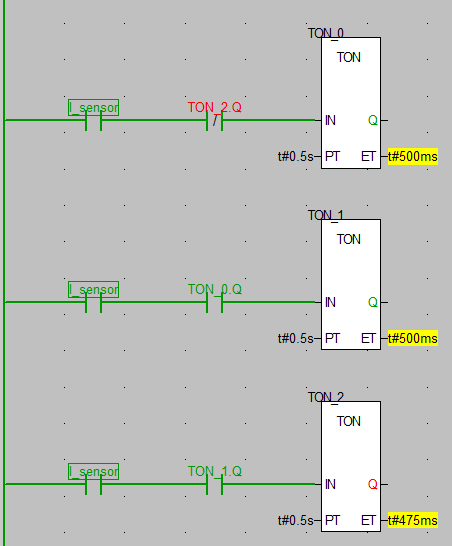 TON_0
TON
I_sensor
TON_2.Q
/
IN Q
t#0.5s PT ET t#500ms
TON_1
TON
I_sensor
TON_0.Q
IN Q
t#0.5s PT ET t#500ms
TON_2
TON
I_sensor
TON_1.Q
IN Q
t#0.5s PT ET t#475ms